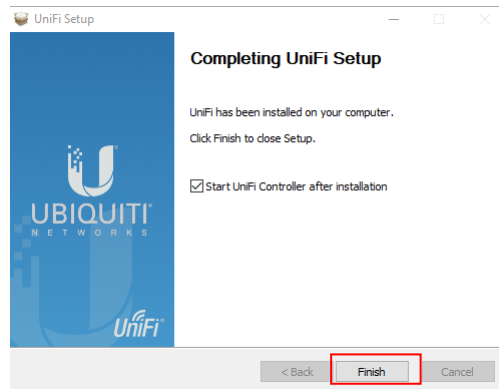 UniFi Setup
Completing UniFi Setup
UniFi has been installed on your computer.
Click Finish to close Setup.
Start UniFi Controller after installation
UBIQUITI
NETWORKS
UniFi
< Back
Finish
Cancel